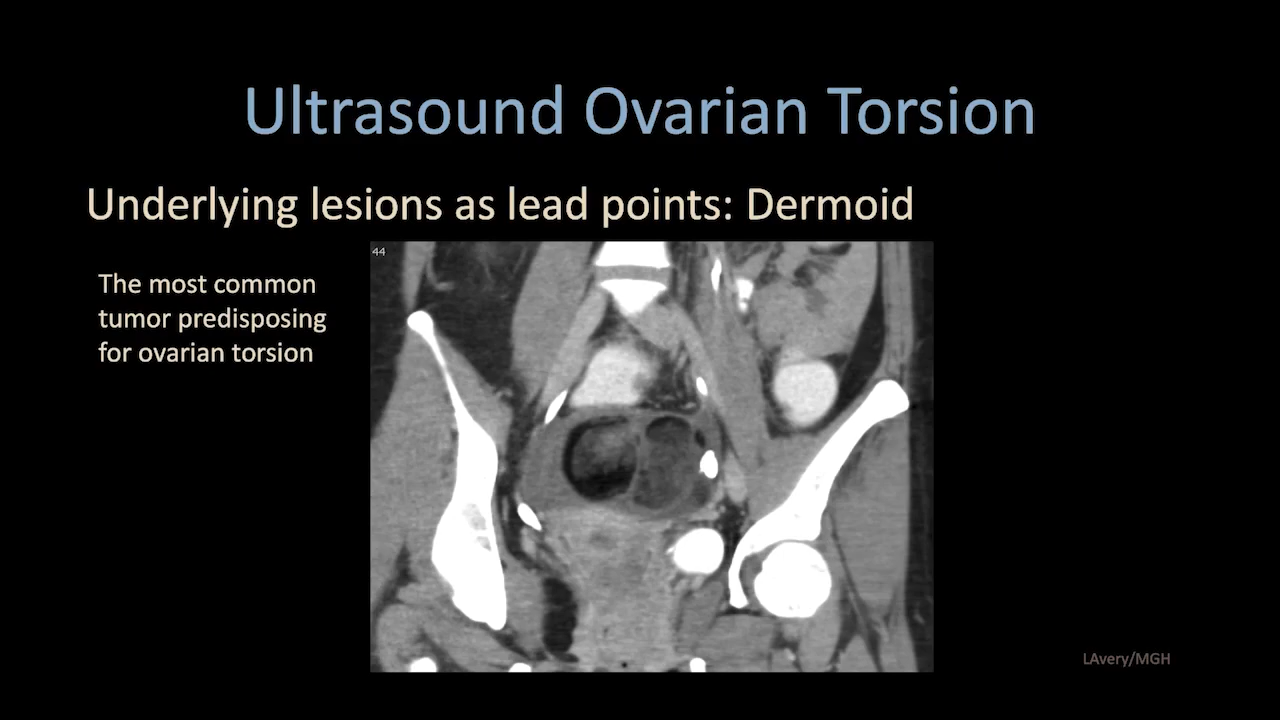 Ultrasound Ovarian Torsion
Underlying lesions as lead points: Dermoid
44
The most common
tumor predisposing
for ovarian torsion
LAvery/MGH